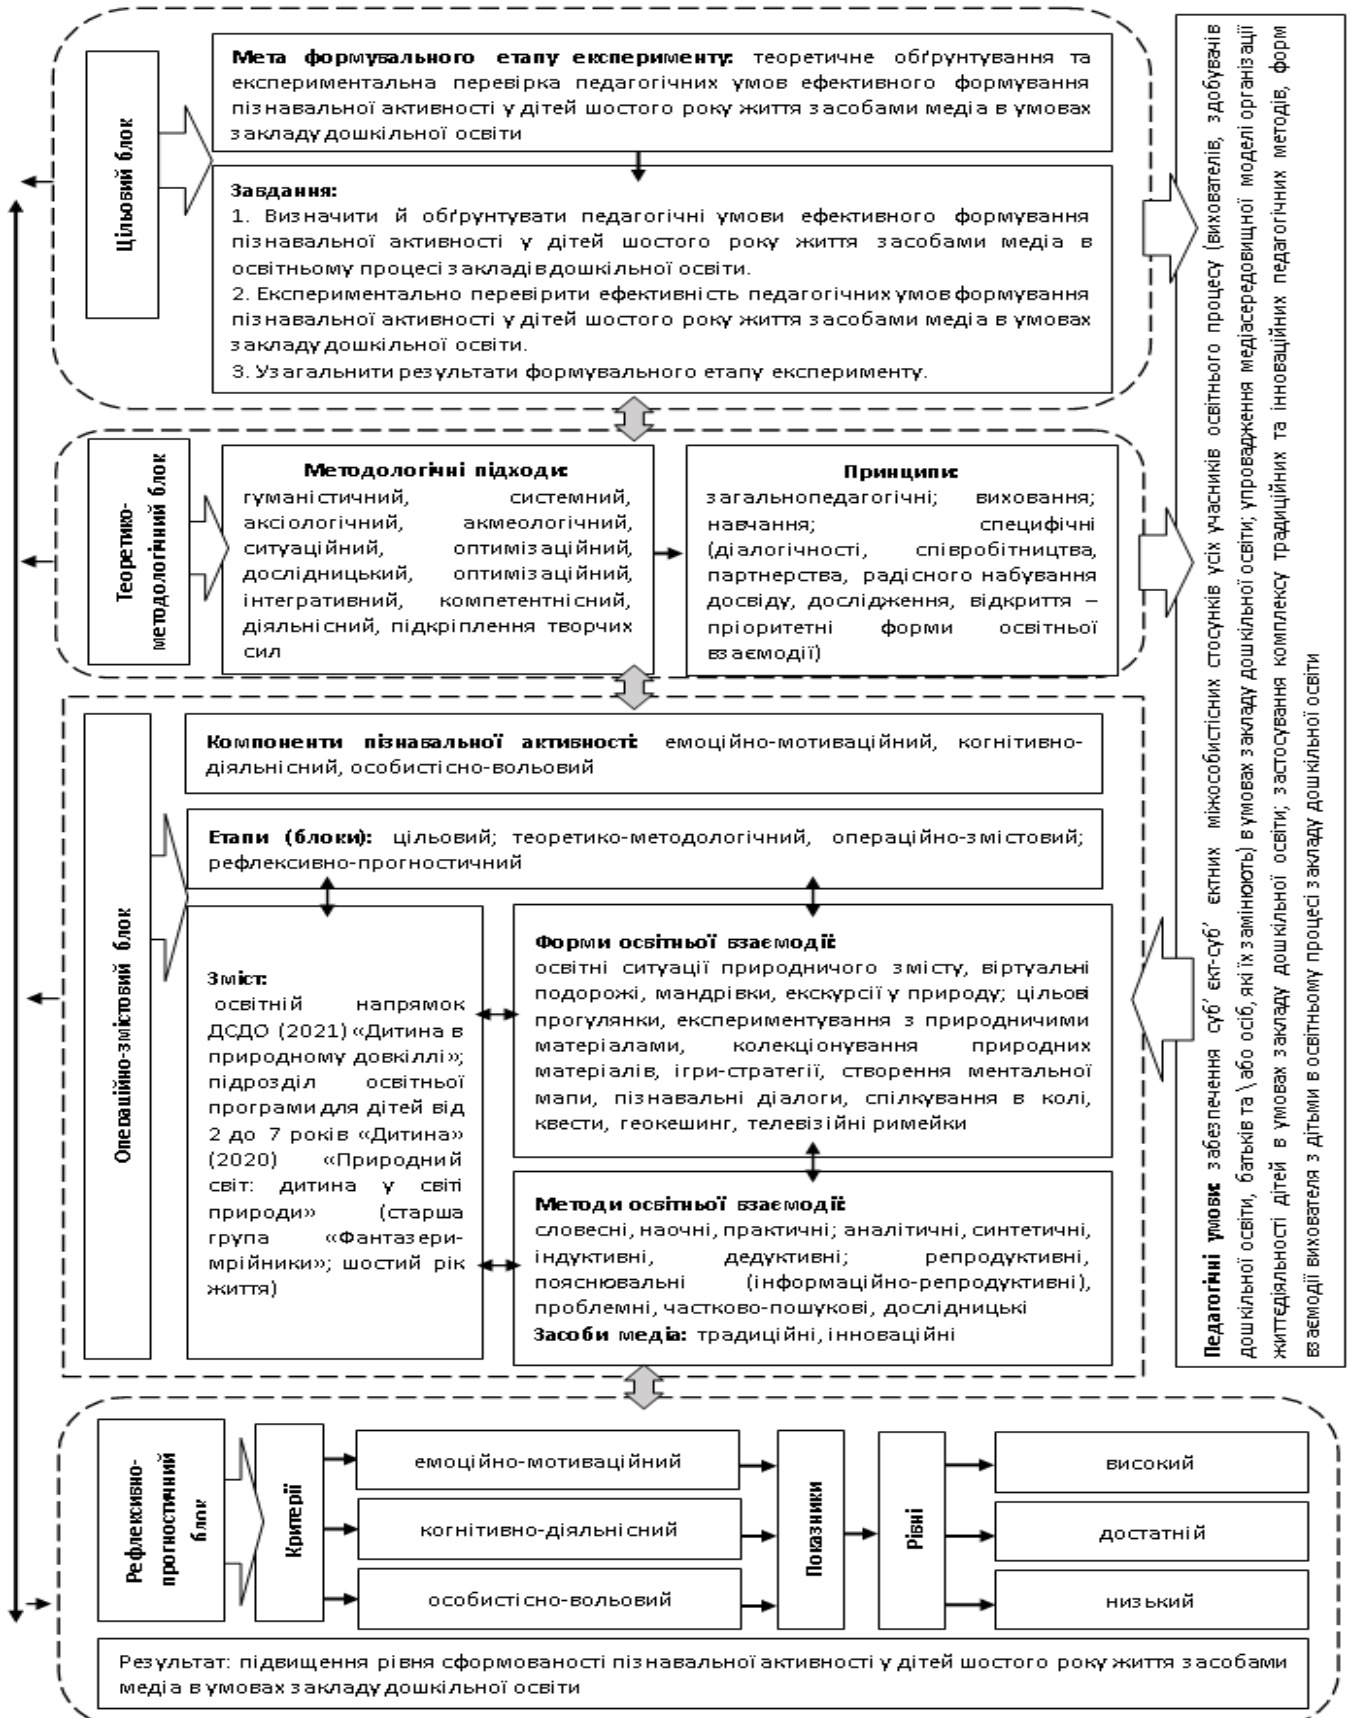 Цільовий блок
Мета формувального етапу експерименту: теоретичне обґрунтування та
експериментальна перевірка педагогічних умов ефективного формування
пізнавальної активності у дітей шостого року життя засобами медіа в умовах
закладу дошкільної освіти
Завдання:
1. Визначити й обґрунтувати педагогічні умови ефективного формування
пізнавальної активності у дітей шостого року життя засобами медіа в
освітньому процесі закладів дошкільної освіти.
2. Експериментально перевірити ефективність педагогічних умов формування
пізнавальної активності у дітей шостого року життя засобами медіа в умовах
закладу дошкільної освіти.
3. Узагальнити результати формувального етапу експерименту.
Теоретико-
методологічний блок
Методологічні підходи:
гуманістичний, системний,
аксіологічний, акмеологічний,
ситуаційний, оптимізаційний,
дослідницький, оптимізаційний,
інтегративний, компетентнісний,
діяльнісний, підкріплення творчих
сил
Принципи:
загальнопедагогічні; виховання;
навчання; специфічні
(діалогічності, співробітництва,
партнерства, радісного набування
досвіду, дослідження, відкриття –
пріоритетні форми освітньої
взаємодії)
Операційно-змістовий блок
Компоненти пізнавальної активності: емоційно-мотиваційний, когнітивно-
діяльнісний, особистісно-вольовий
Етапи (блоки): цільовий; теоретико-методологічний, операційно-змістовий;
рефлексивно-прогностичний
Зміст:
освітній напрямок
ДСДО (2021) «Дитина в
природному довкіллі»;
підрозділ освітньої
програми для дітей від
2 до 7 років «Дитина»
(2020) «Природний
світ: дитина у світі
природи» (старша
група «Фантазери-
мрійники»; шостий рік
життя)
Форми освітньої взаємодії:
освітні ситуації природничого змісту, віртуальні
подорожі, мандрівки, екскурсії у природу; цільові
прогулянки, експериментування з природничими
матеріалами, колекціонування природних
матеріалів, ігри-стратегії, створення ментальної
мапи, пізнавальні діалоги, спілкування в колі,
квести, геокешинг, телевізійні римейки
Методи освітньої взаємодії:
словесні, наочні, практичні; аналітичні, синтетичні,
індуктивні, дедуктивні; репродуктивні,
пояснювальні (інформаційно-репродуктивні),
проблемні, частково-пошукові, дослідницькі
Засоби медіа: традиційні, інноваційні
Педагогічні умови: забезпечення суб’ єкт-суб’ єктних міжособистісних стосунків усіх учасників освітнього процесу (вихователів, здобувачів
дошкільної освіти, батьків та \ або осіб, які їх замінюють) в умовах закладу дошкільної освіти; упровадження медіасередовищної моделі організації
життєдіяльності дітей в умовах закладу дошкільної освіти; застосування комплексу традиційних та інноваційних педагогічних методів, форм
взаємодії вихователя з дітьми в освітньому процесі закладу дошкільної освіти
Рефлексивно-
прогностичний
блок
Критерії
емоційно-мотиваційний
когнітивно-діяльнісний
особистісно-вольовий
Показники
Рівні
високий
достатній
низький
Результат: підвищення рівня сформованості пізнавальної активності у дітей шостого року життя засобами
медіа в умовах закладу дошкільної освіти